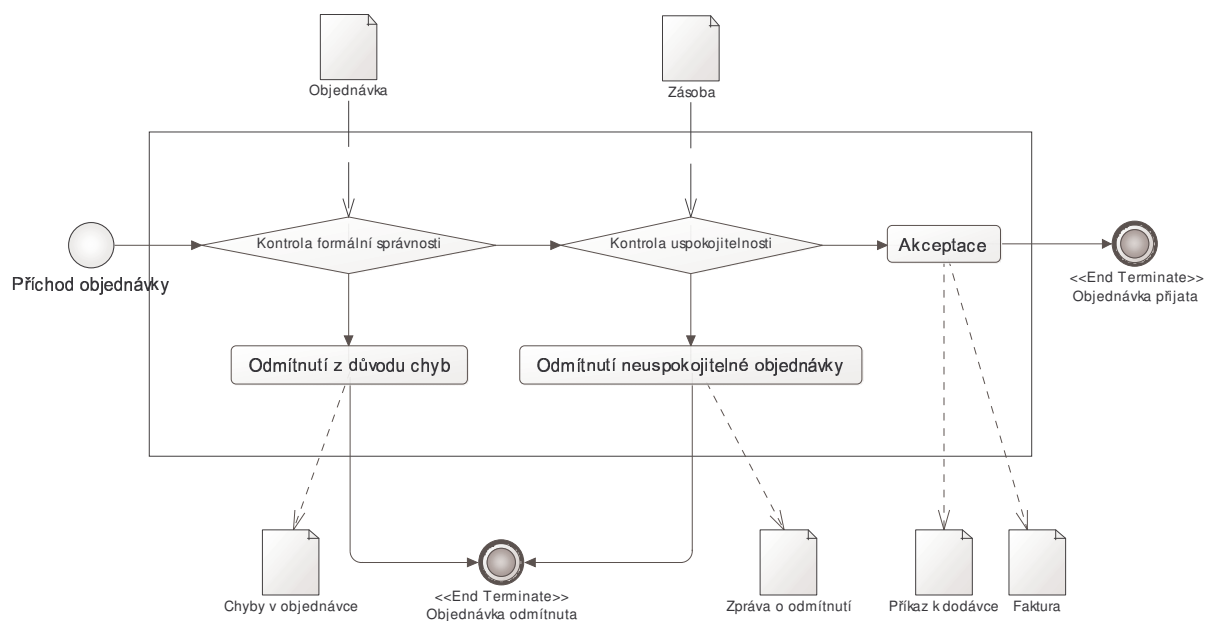 Objednávka
Zásoba
Kontrola formální správnosti
Kontrola uspokojitelnosti
Akceptace
Příchod objednávky
<<End Terminate>>
Objednávka přijata
Odmítnutí z důvodu chyb
Odmítnutí neuspokojitelné objednávky
Chyby v objednávce
<<End Terminate>>
Objednávka odmítnuta
Zpráva o odmítnutí
Příkaz k dodávce
Faktura